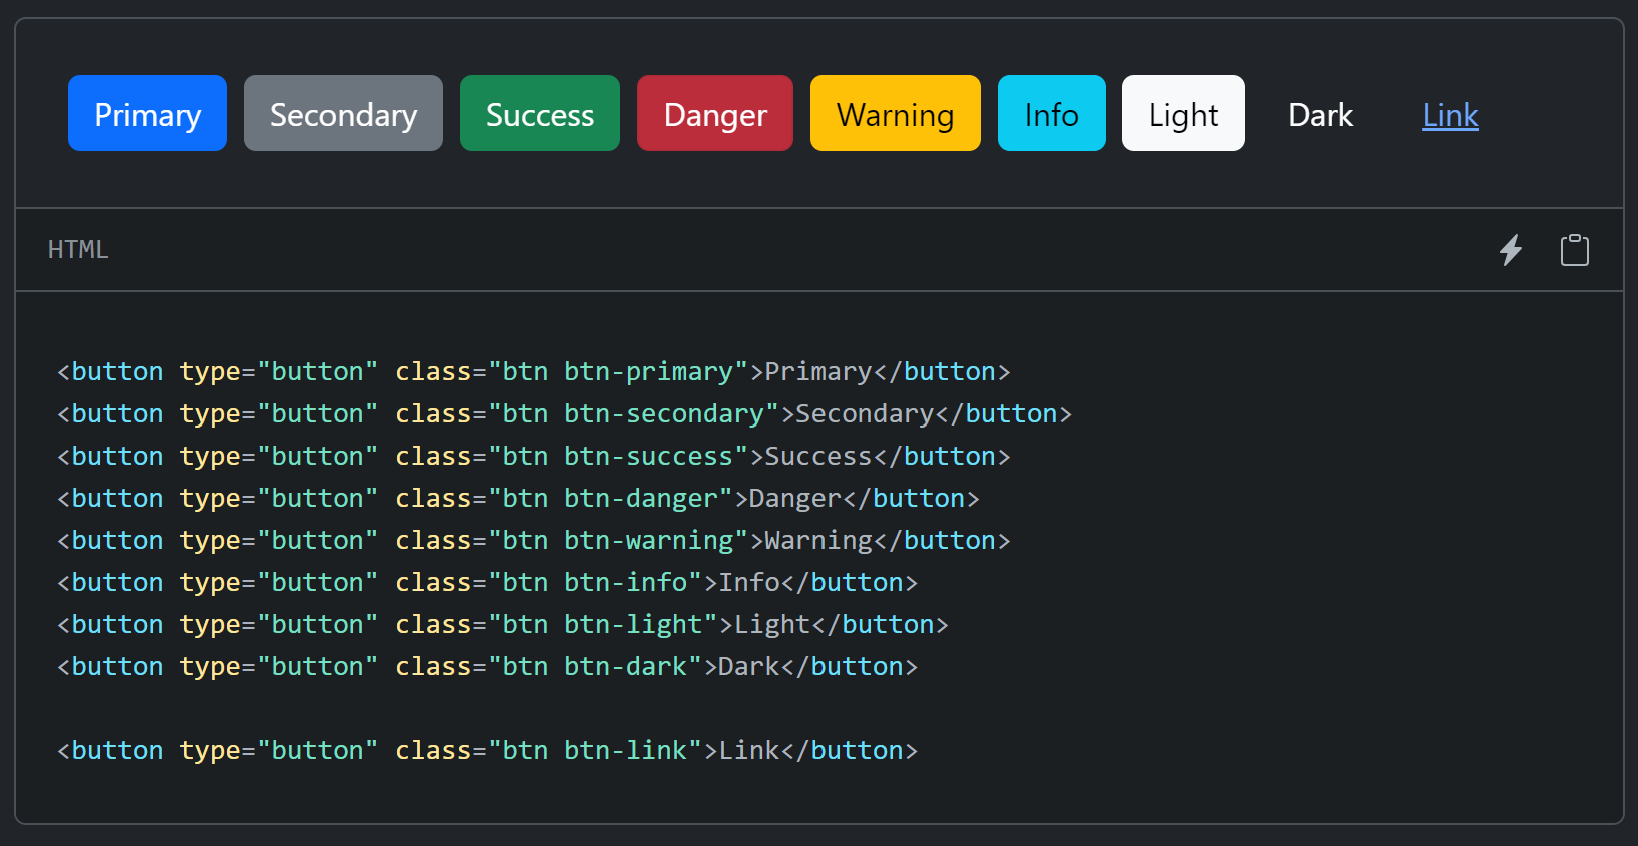 Primary Secondary Success Danger Warning Info Light Dark Link
HTML
<button type="button" class="btn btn-primary">Primary</button>
<button type="button" class="btn btn-secondary">Secondary</button>
<button type="button" class="btn btn-success">Success</button>
<button type="button" class="btn btn-danger">Danger</button>
<button type="button" class="btn btn-warning">Warning</button>
<button type="button" class="btn btn-info">Info</button>
<button type="button" class="btn btn-light">Light</button>
<button type="button" class="btn btn-dark">Dark</button>
<button type="button" class="btn btn-link">Link</button>